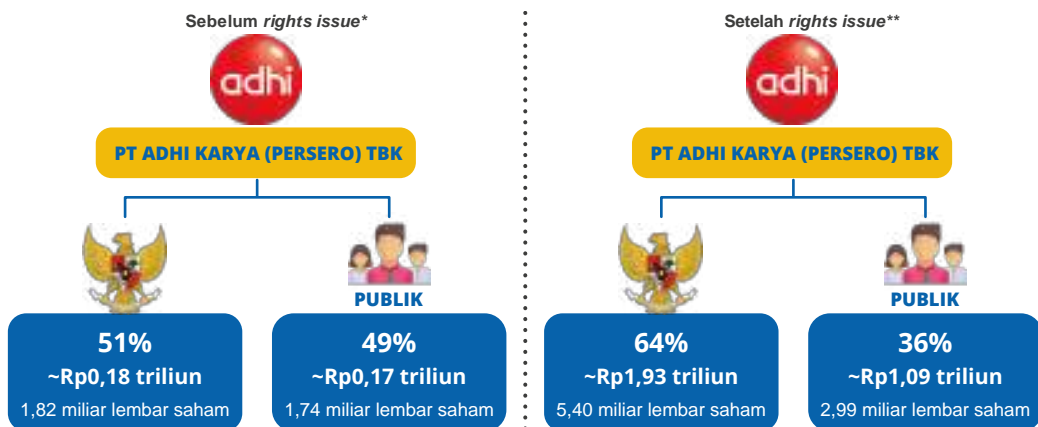 Sebelum rights issue*
adhi
PT ADHI KARYA (PERSERO) TBK
PUBLIK
51%
~Rp0,18 triliun
1,82 miliar lembar saham
49%
~Rp0,17 triliun
1,74 miliar lembar saham
Setelah rights issue**
adhi
PT ADHI KARYA (PERSERO) TBK
PUBLIK
64%
~Rp1,93 triliun
5,40 miliar lembar saham
36%
~Rp1,09 triliun
2,99 miliar lembar saham